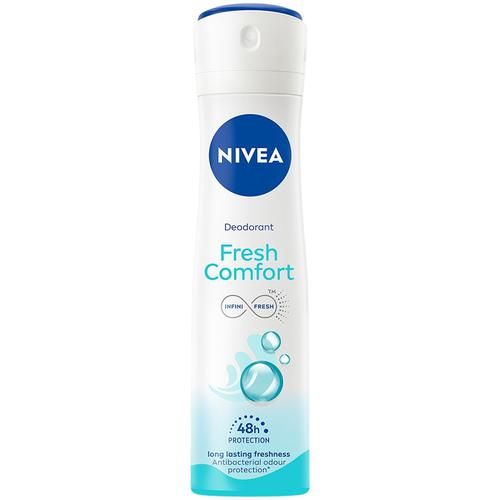 NIVEA
Deodorant
Fresh
Comfort
INFINI FRESH ™
48h
PROTECTION
long lasting freshness
Antibacterial odour
protection*